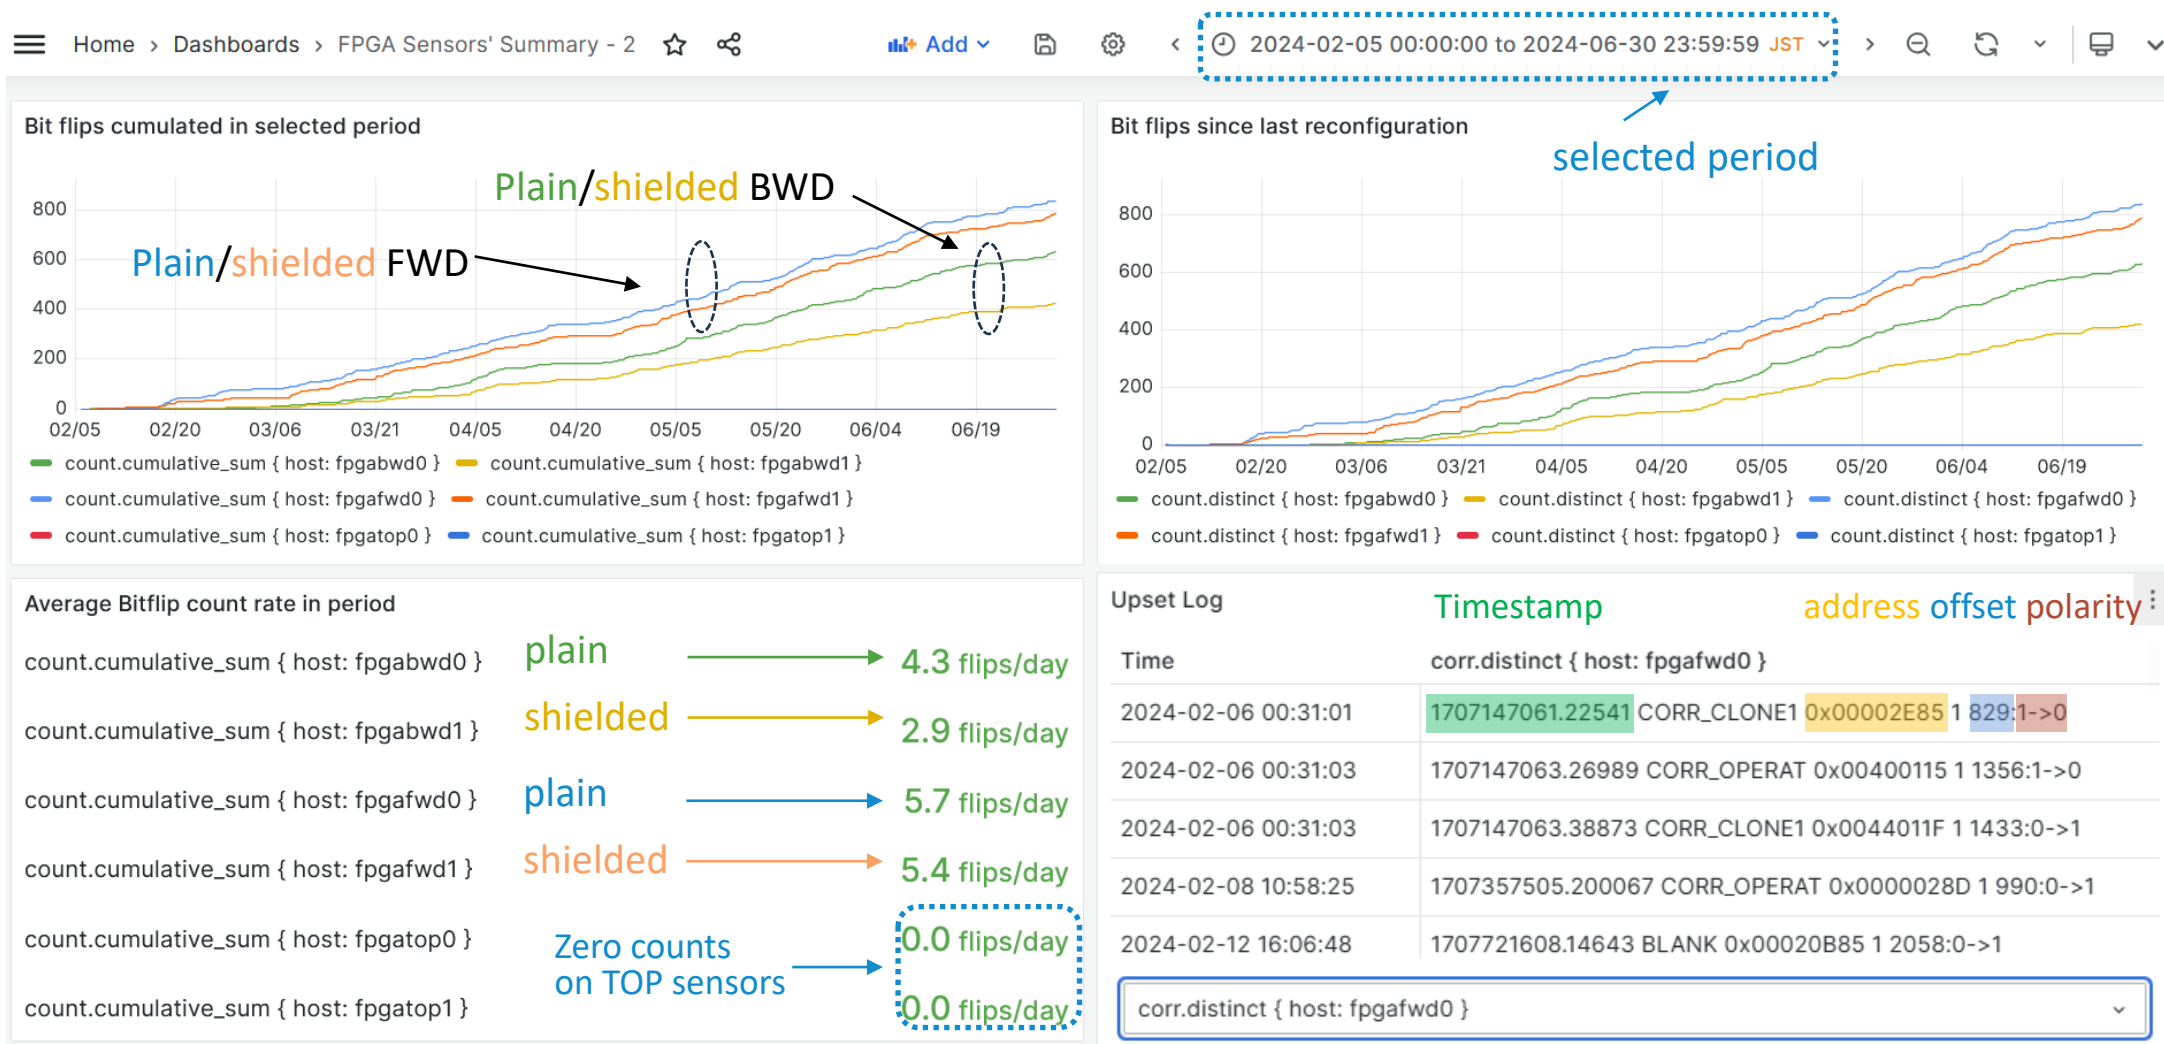 Home › Dashboards › FPGA Sensors' Summary - 2
Add
2024-02-05 00:00:00 to 2024-06-30 23:59:59 JST
selected period
Bit flips cumulated in selected period
Plain/shielded BWD
Plain/shielded FWD
800
600
400
200
0
02/05 02/20 03/06 03/21 04/05 04/20 05/05 05/20 06/04 06/19
count.cumulative_sum { host: fpgabwd0 } count.cumulative_sum { host: fpgabwd1 }
count.cumulative_sum { host: fpgafwd0 } count.cumulative_sum { host: fpgafwd1 }
count.cumulative_sum { host: fpgatop0 } count.cumulative_sum { host: fpgatop1 }
Bit flips since last reconfiguration
800
600
400
200
0
02/05 02/20 03/06 03/21 04/05 04/20 05/05 05/20 06/04 06/19
count.distinct { host: fpgabwd0 } count.distinct { host: fpgabwd1 } count.distinct { host: fpgafwd0 }
count.distinct { host: fpgafwd1 } count.distinct { host: fpgatop0 } count.distinct { host: fpgatop1 }
Average Bitflip count rate in period
count.cumulative_sum { host: fpgabwd0 } plain 4.3 flips/day
count.cumulative_sum { host: fpgabwd1 } shielded 2.9 flips/day
count.cumulative_sum { host: fpgafwd0 } plain 5.7 flips/day
count.cumulative_sum { host: fpgafwd1 } shielded 5.4 flips/day
count.cumulative_sum { host: fpgatop0 } 0.0 flips/day
Zero counts
on TOP sensors
count.cumulative_sum { host: fpgatop1 } 0.0 flips/day
Upset Log
Timestamp address offset polarity
Time corr.distinct { host: fpgafwd0 }
2024-02-06 00:31:01 1707147061.22541 CORR_CLONE1 0x00002E85 1 829:1->0
2024-02-06 00:31:03 1707147063.26989 CORR_OPERAT 0x00400115 1 1356:1->0
2024-02-06 00:31:03 1707147063.38873 CORR_CLONE1 0x0044011F 1 1433:0->1
2024-02-08 10:58:25 1707357505.200067 CORR_OPERAT 0x0000028D 1 990:0->1
2024-02-12 16:06:48 1707721608.14643 BLANK 0x00020B85 1 2058:0->1
corr.distinct { host: fpgafwd0 }